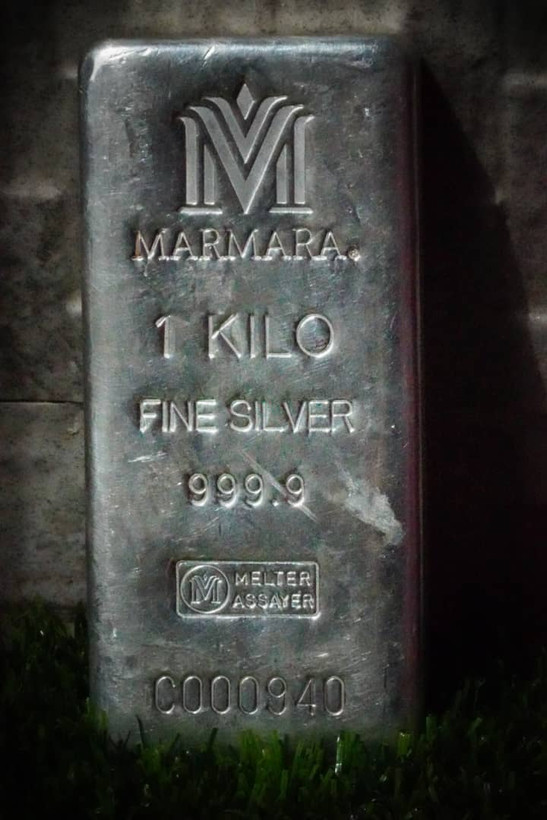 MARMARA®
1 KILO
FINE SILVER
999.9
M MELTER
ASSAYER
C000940